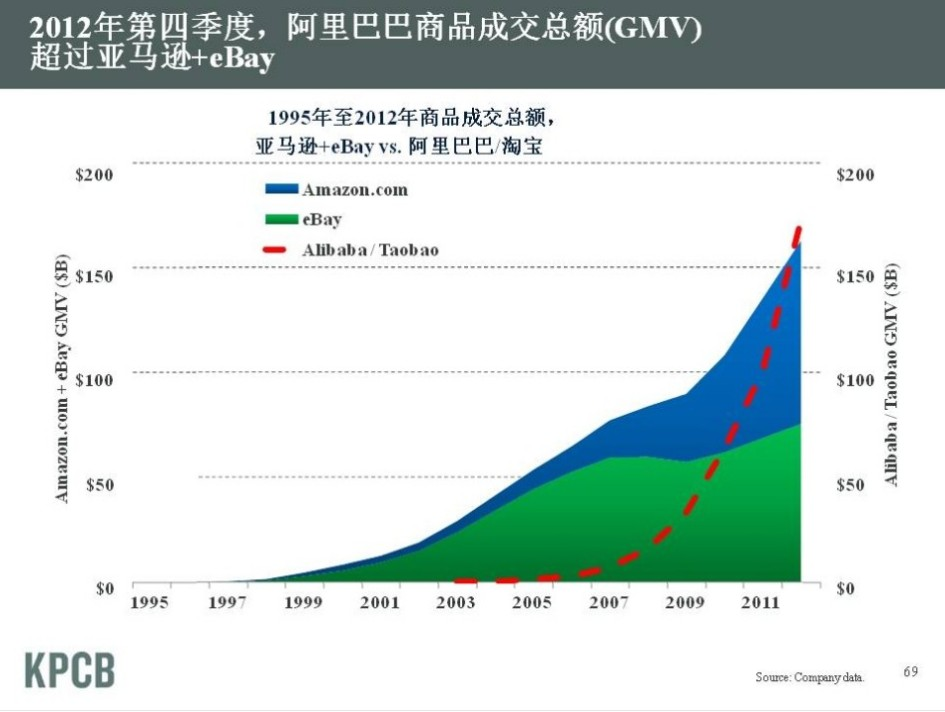 2012年第四季度，阿里巴巴商品成交总额(GMV)
超过亚马逊+eBay
1995年至2012年商品成交总额，
亚马逊+eBay vs. 阿里巴巴/淘宝
$200
$200
Amazon.com
eBay
Alibaba / Taobao
$150
$150
$100
$100
$50
$50
$0
$0
Amazon.com + eBay GMV ($B)
Alibaba / Taobao GMV ($B)
1995 1997 1999 2001 2003 2005 2007 2009 2011
KPCB
Source: Company data.
69